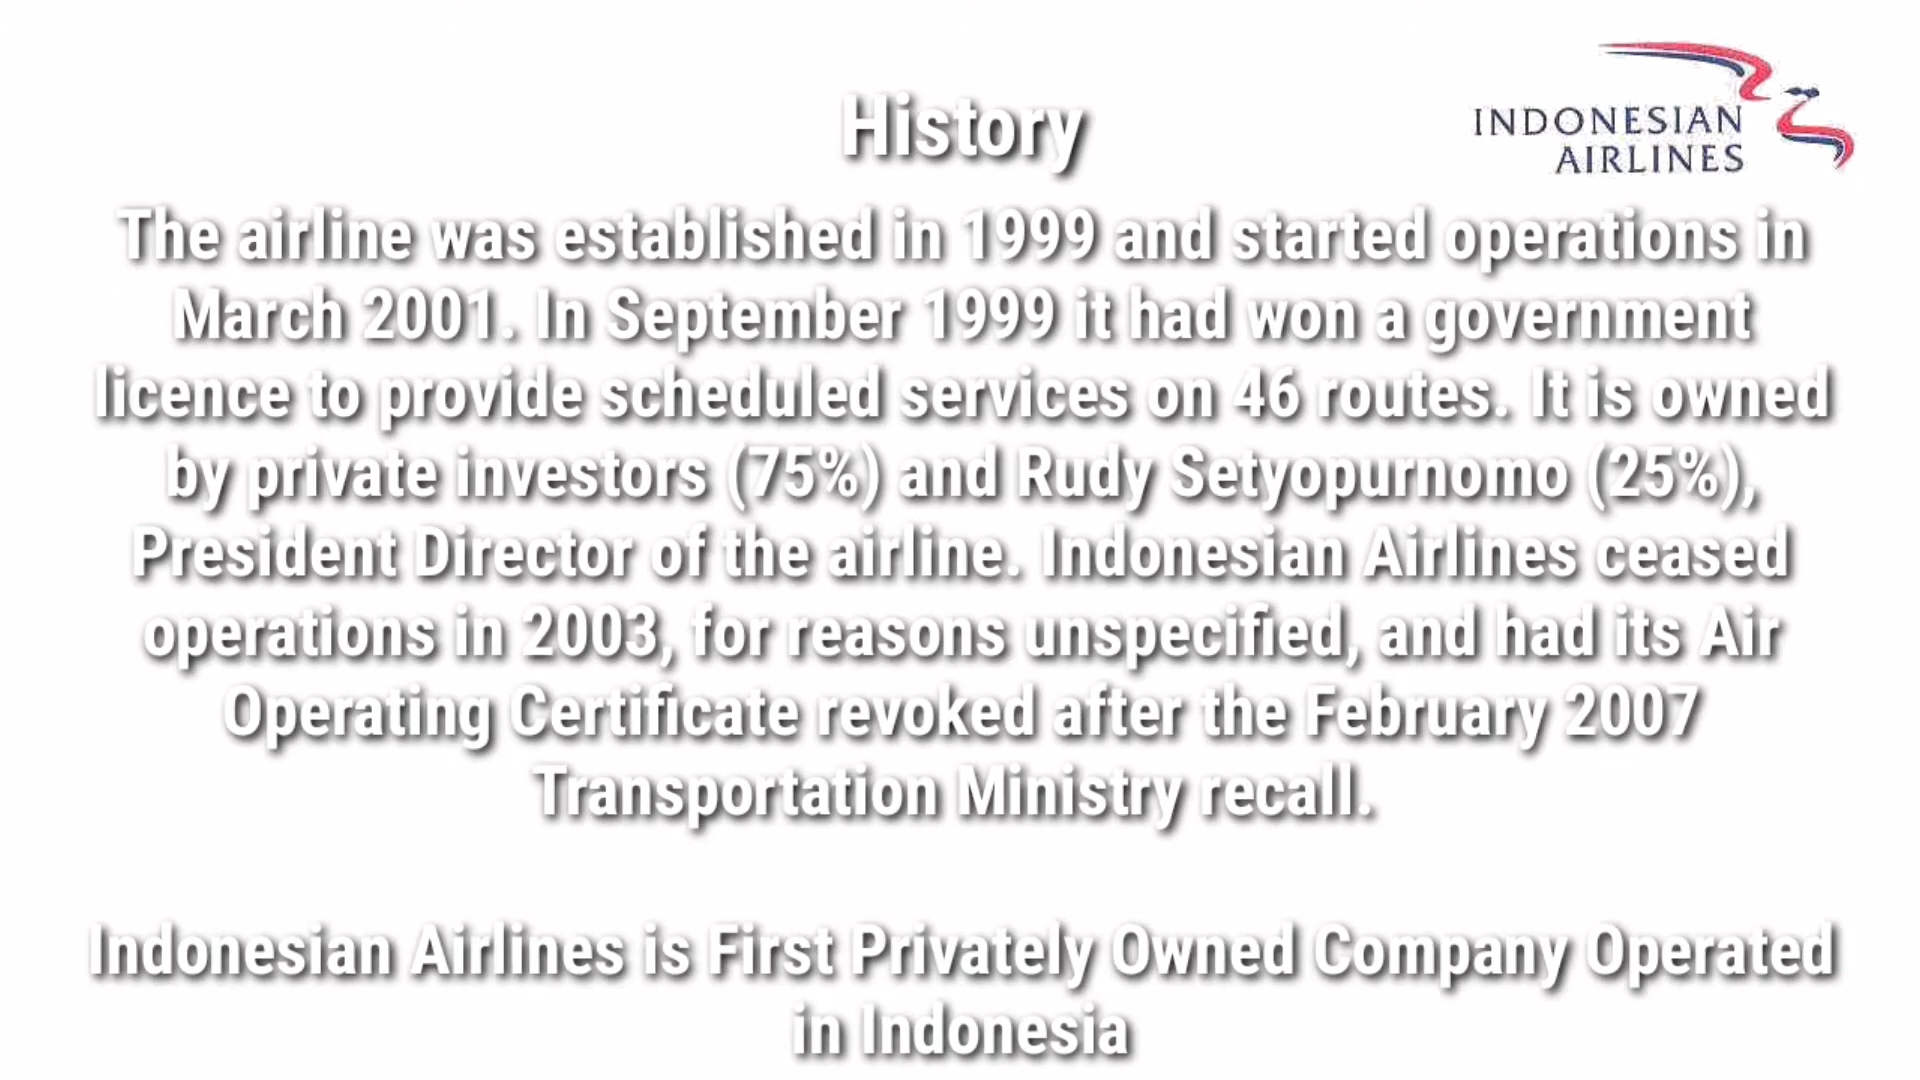 History
INDONESIAN
AIRLINES
The airline was established in 1999 and started operations in
March 2001. In September 1999 it had won a government
licence to provide scheduled services on 46 routes. It is owned
by private investors (75%) and Rudy Setyopurnomo (25%),
President Director of the airline. Indonesian Airlines ceased
operations in 2003, for reasons unspecified, and had its Air
Operating Certificate revoked after the February 2007
Transportation Ministry recall.
Indonesian Airlines is First Privately Owned Company Operated
in Indonesia